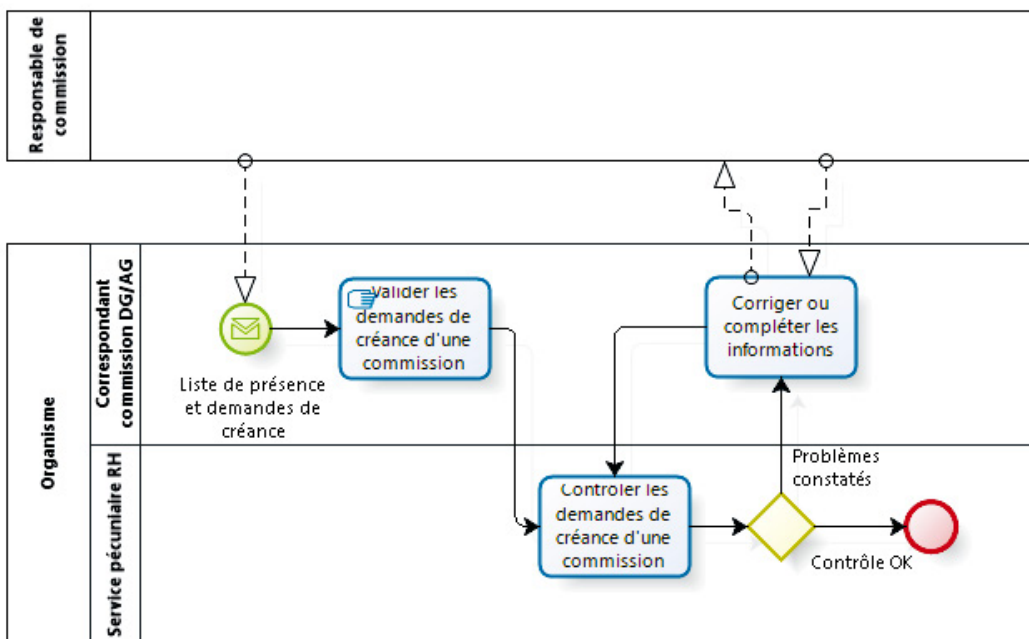 Responsable de
commission
Organisme
Correspondant
commission DG/AG
Service pécuniaire RH
Liste de présence
et demandes de
créance
Valider les
demandes de
créance d'une
commission
Corriger ou
compléter les
informations
Problèmes
constatés
Contrôler les
demandes de
créance d'une
commission
Contrôle OK